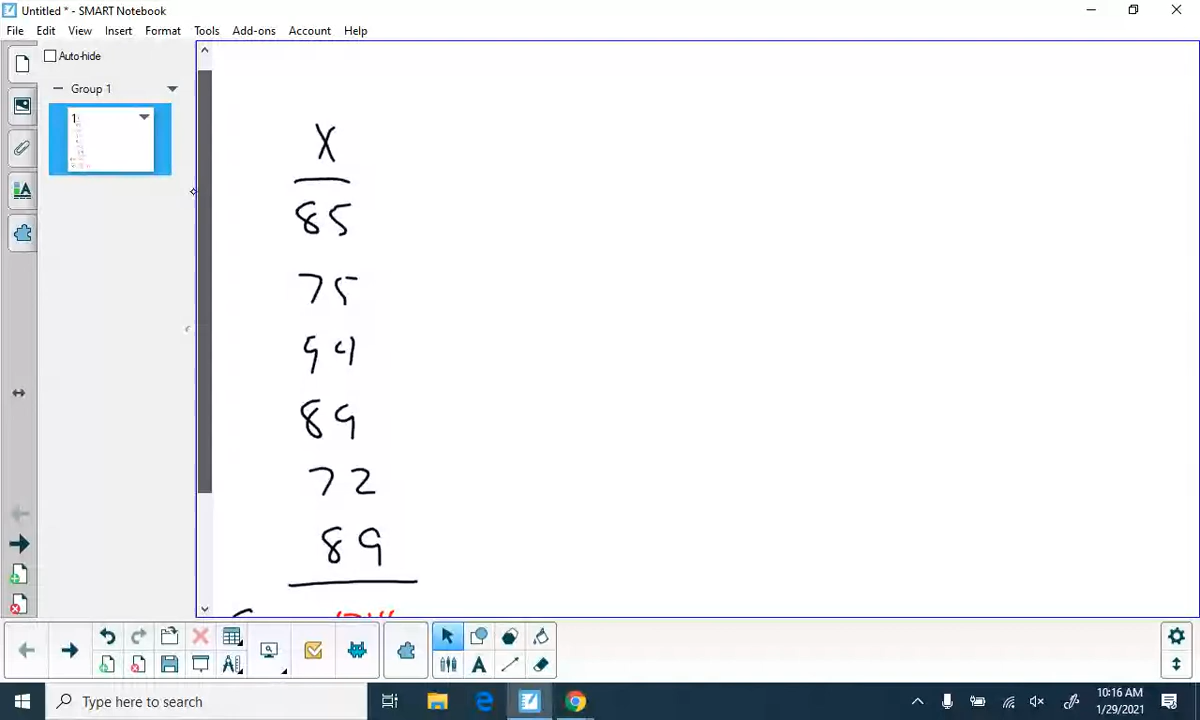 Untitled * - SMART Notebook
File Edit View Insert Format Tools Add-ons Account Help
Auto-hide
Group 1
1
X
85
75
94
89
72
89
Type here to search
10:16 AM
1/29/2021